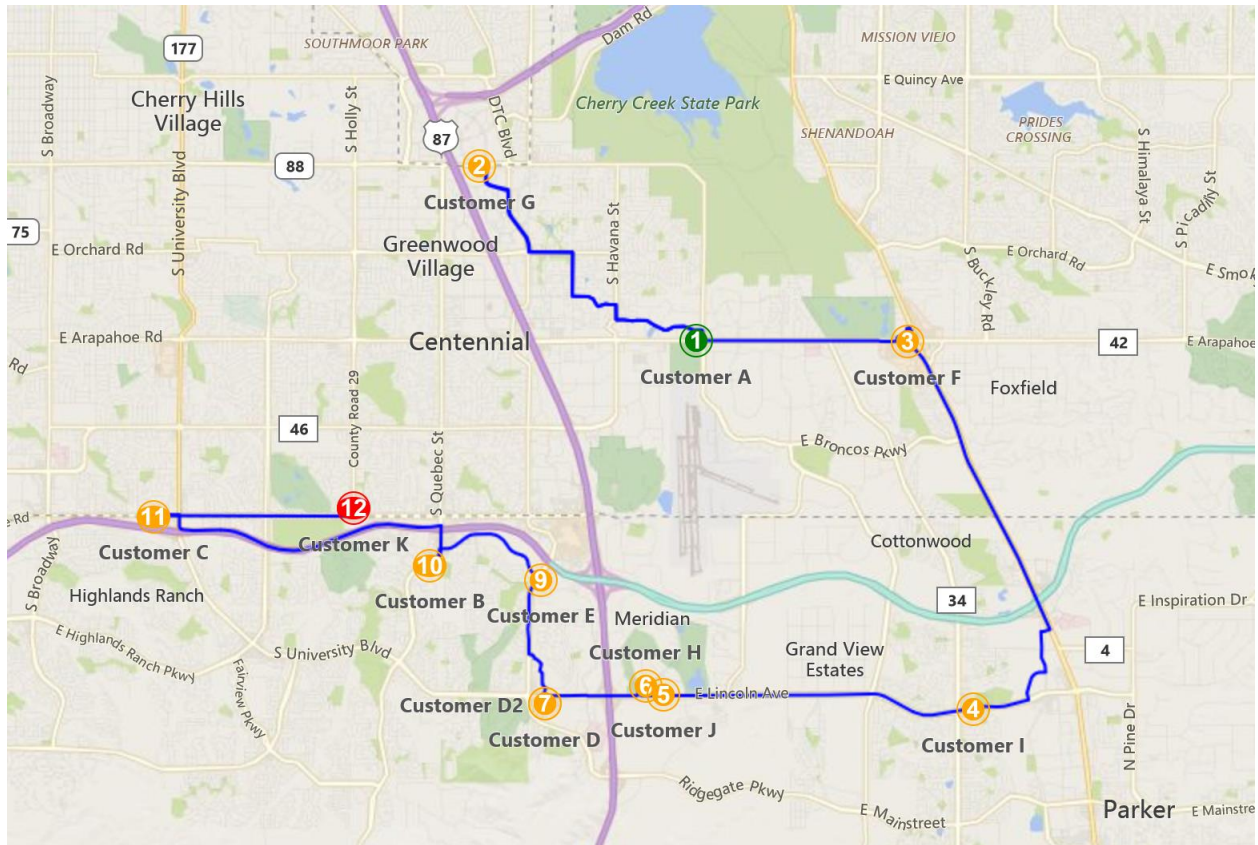 Dam Rd
177
SOUTHMOOR PARK
MISSION VIEJO
S Broadway
S Holly St
E Quincy Ave
Cherry Hills
Village
DTC Blvd
Cherry Creek State Park
87
SHENANDOAH
PRIDES
CROSSING
S Himalaya St
88
2
Customer G
S University Blvd
S Picadilly St
75
E Orchard Rd
Greenwood
Village
S Havana St
S Buckley Rd
E Orchard Rd
E Smok
E Arapahoe Rd
Centennial
1
3
42
E Arapahoe
Rd
Customer A
Customer F
Foxfield
County Road 29
46
S Quebec St
E Broncos Pkwy
11
12
e Rd
Customer C
Customer K
Cottonwood
S Broadway
10
9
Highlands Ranch
Customer B
Customer E
Meridian
34
E Inspiration Dr
E Highlands Ranch Pkwy
S University Blvd
Customer H
Grand View
Estates
4
Fairview Pkwy
6
5
E Lincoln Ave
Customer D2
7
4
Customer D
Customer J
Customer I
N Pine Dr
Ridgegate Pkwy
E Mainstreet
Parker
E Mainstre